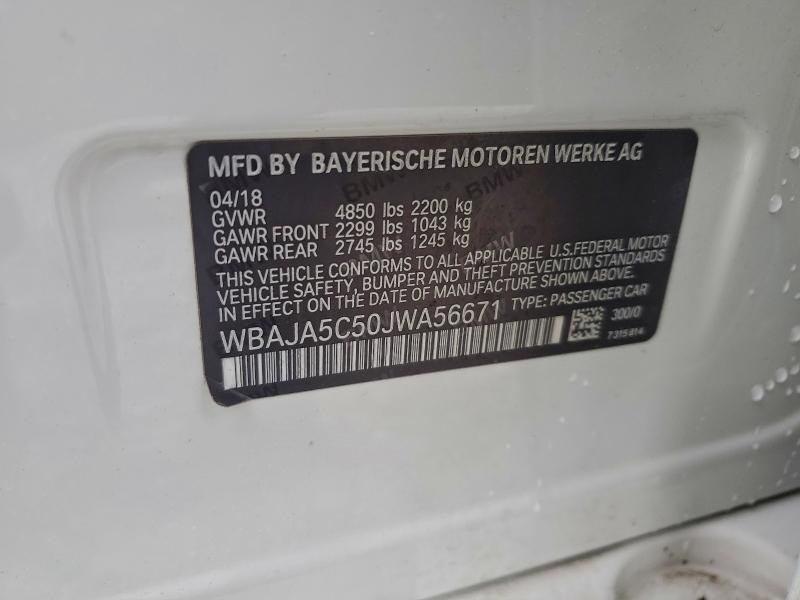 MFD BY BAYERISCHE MOTOREN WERKE AG
04/18
GVWR 4850 lbs 2200 kg
GAWR FRONT 2299 lbs 1043 kg
GAWR REAR 2745 lbs 1245 kg
THIS VEHICLE CONFORMS TO ALL APPLICABLE U.S.FEDERAL MOTOR
VEHICLE SAFETY, BUMPER AND THEFT PREVENTION STANDARDS
IN EFFECT ON THE DATE OF MANUFACTURE SHOWN ABOVE.
WBAJA5C50JWA56671 TYPE: PASSENGER CAR
300/0
7315814